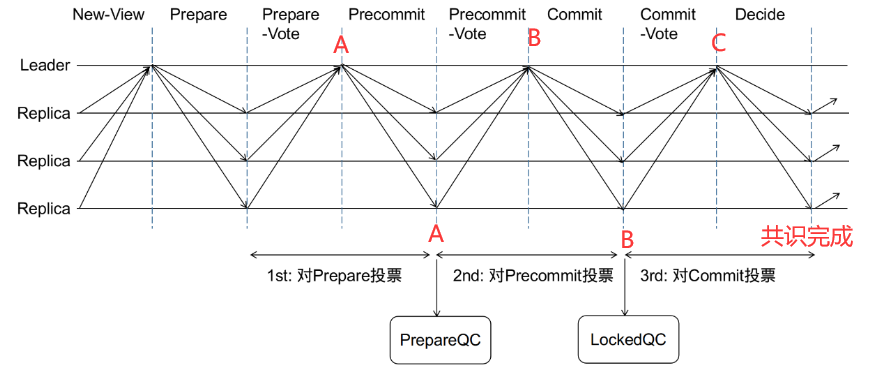 New-View Prepare Prepare Precommit Precommit Commit Commit Decide
-Vote -Vote -Vote
A B C
Leader
Replica
Replica
Replica
A B 共识完成
1st: 对Prepare投票 2nd: 对Precommit投票 3rd: 对Commit投票
PrepareQC LockedQC